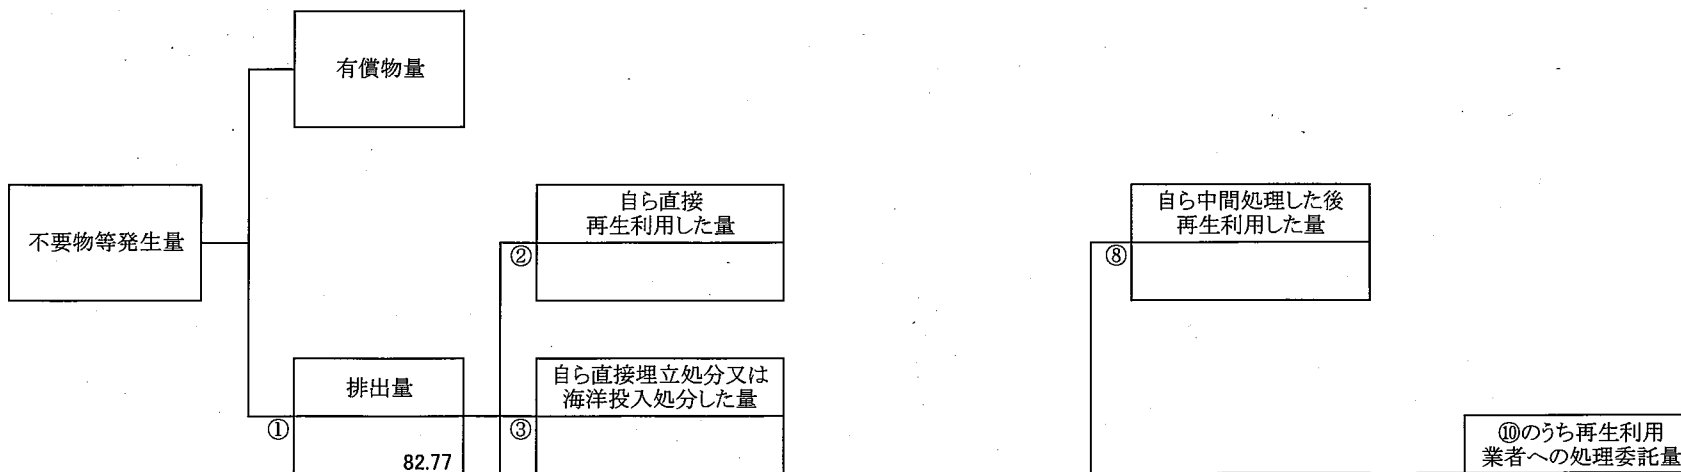 有償物量
不要物等発生量
自ら直接
再生利用した量
②
自ら中間処理した後
再生利用した量
⑧
排出量
①
82.77
自ら直接埋立処分又は
海洋投入処分した量
③
⑩のうち再生利用
業者への処理委託量